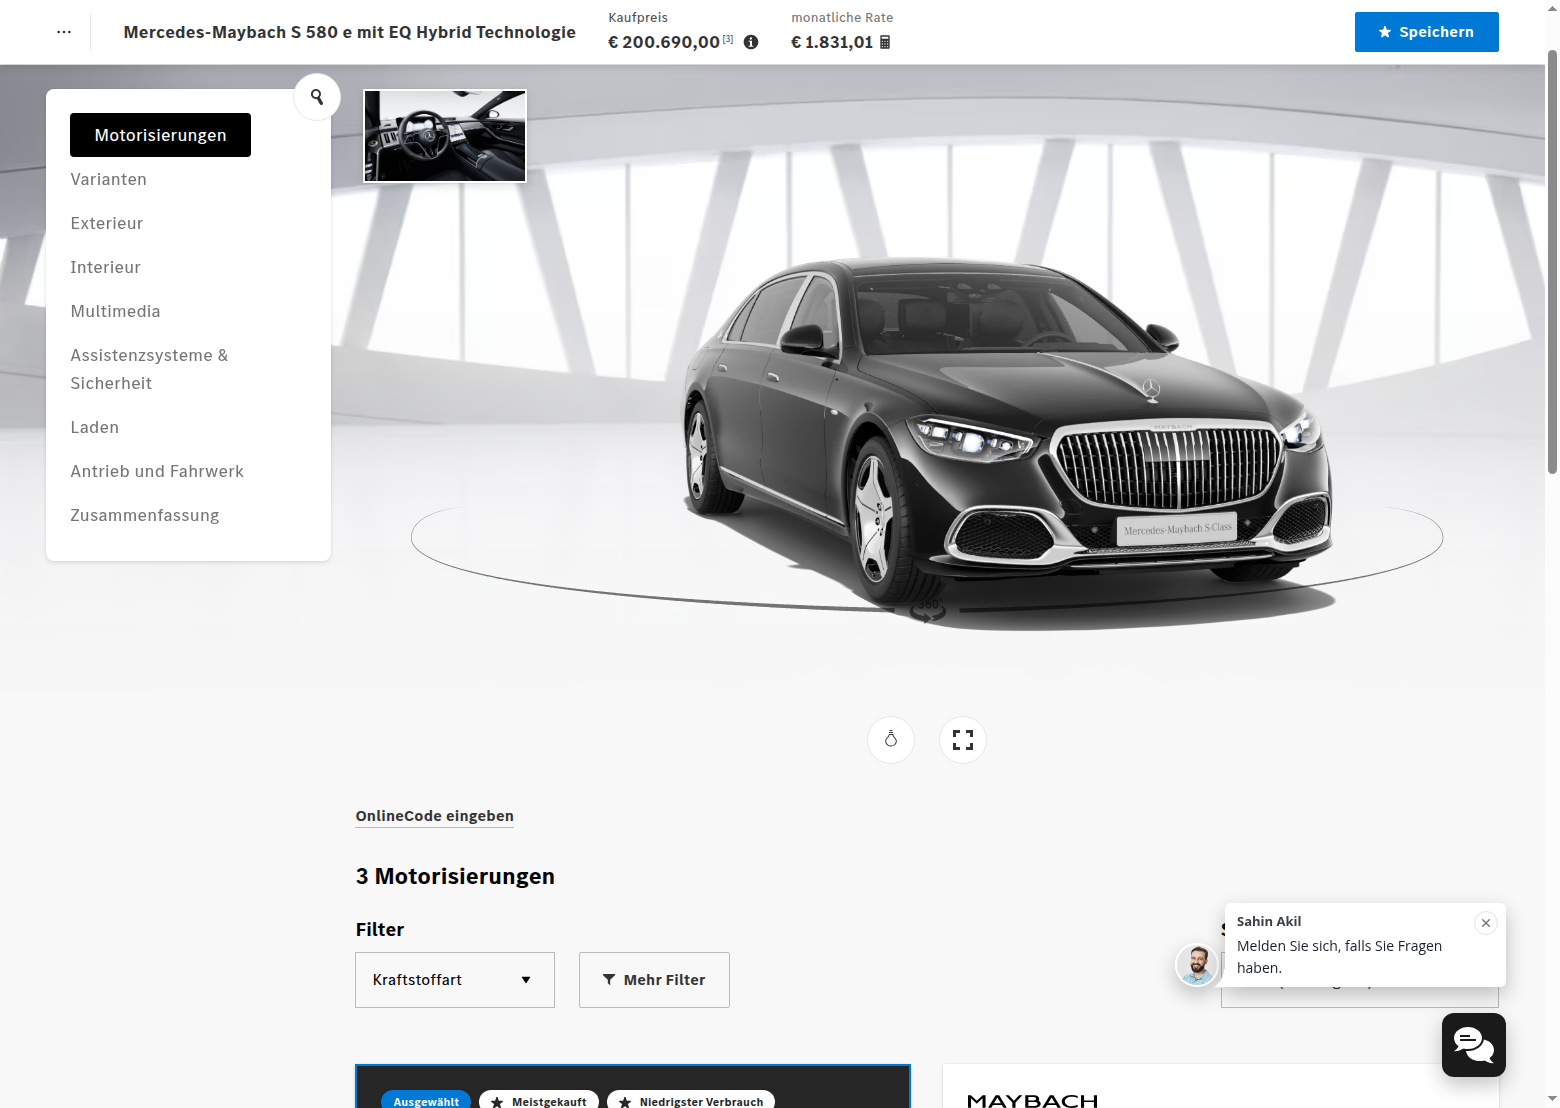 Mercedes-Maybach S 580 e mit EQ Hybrid Technologie
Kaufpreis
€ 200.690,00 [3]
monatliche Rate
€ 1.831,01
Speichern
Motorisierungen
Varianten
Exterieur
Interieur
Multimedia
Assistenzsysteme &
Sicherheit
Laden
Antrieb und Fahrwerk
Zusammenfassung
MAYBACH
Mercedes-Maybach S-Class
360°
OnlineCode eingeben
3 Motorisierungen
Filter
Kraftstoffart
Mehr Filter
Sahin Akil
Melden Sie sich, falls Sie Fragen
haben.
Ausgewählt
Meistgekauft
Niedrigster Verbrauch
MAYBACH